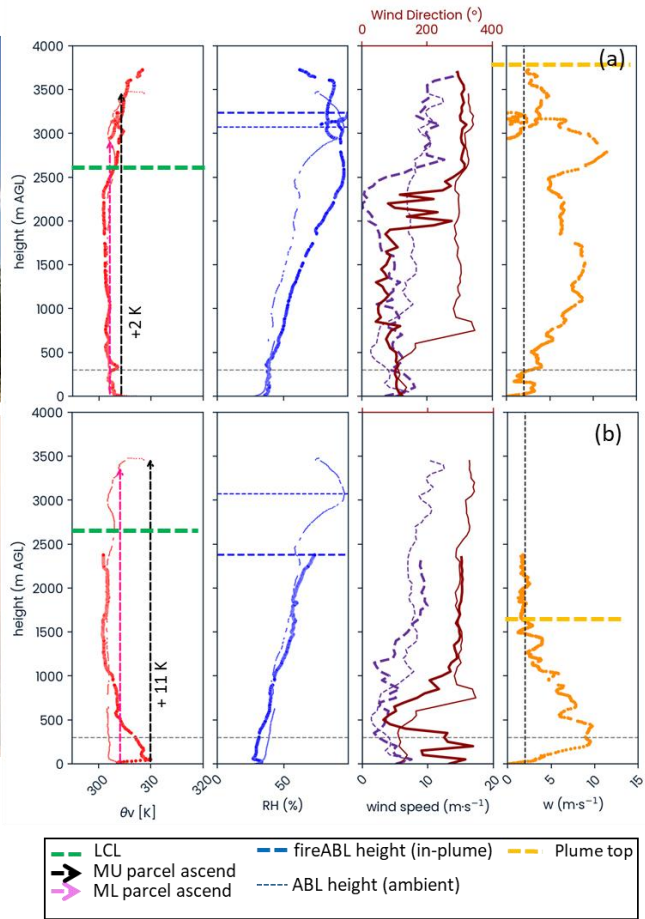 Wind Direction (º)
0 200 400
4000
3500
3000
2500
2000
1500
1000
500
0
height (m AGL)
+2 K
(a)
4000
3500
3000
2500
2000
1500
1000
500
0
height (m AGL)
+ 11 K
(b)
300 310 320
50
0 10 20
0 5 10 15
θv [K]
RH (%)
wind speed (m·s⁻¹)
w (m·s⁻¹)
LCL
MU parcel ascend
ML parcel ascend
fireABL height (in-plume)
ABL height (ambient)
Plume top